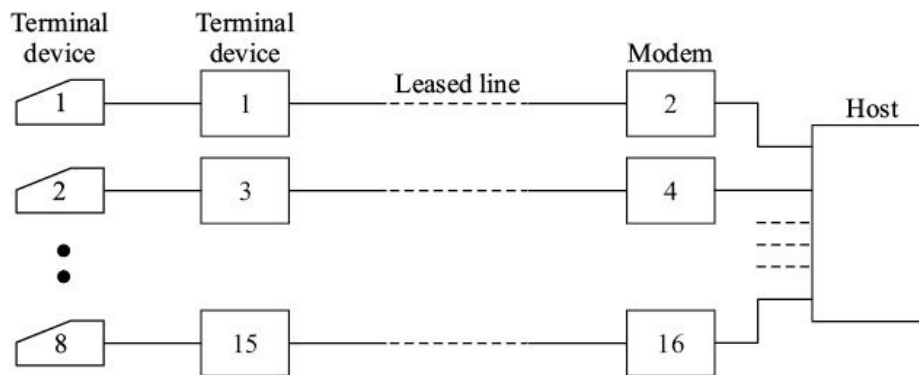 Terminal device
Terminal device
Modem
Leased line
Host
1
1
2
2
3
4
8
15
16